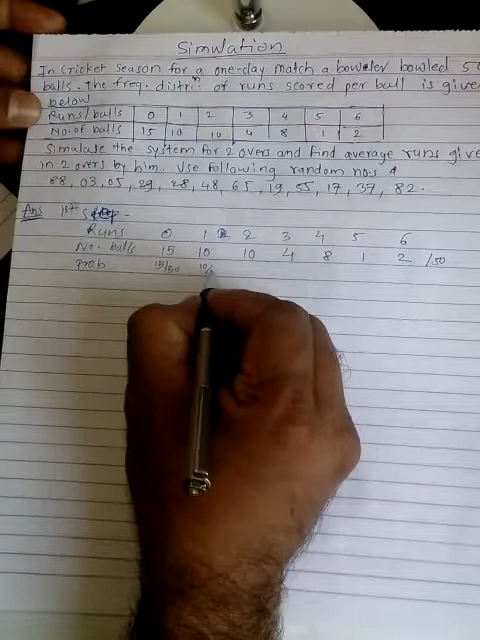 Simulation
In Cricket season for a one-day match a bowler bowled 50
balls. The freq. distriⁿ of runs scored per ball is give
below
Runs/balls 0 1 2 3 4 5 6
No. of balls 15 10 10 4 8 1 2
Simulate the system for 2 overs and find average runs give
in 2 overs by him. Use following random nos.
88, 03, 05, 29, 28, 48, 65, 19, 55, 17, 37, 82.
Ans 1st Step -
Runs 0 1 2 3 4 5 6
No. balls 15 10 10 4 8 1 2 /50
prob 15/50 10/